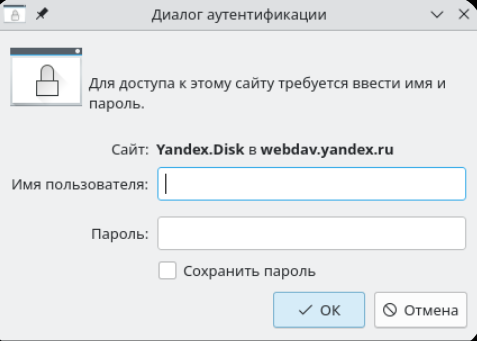 Диалог аутентификации
Для доступа к этому сайту требуется ввести имя и
пароль.
Сайт: Yandex.Disk в webdav.yandex.ru
Имя пользователя:
Пароль:
Сохранить пароль
ОК Отмена